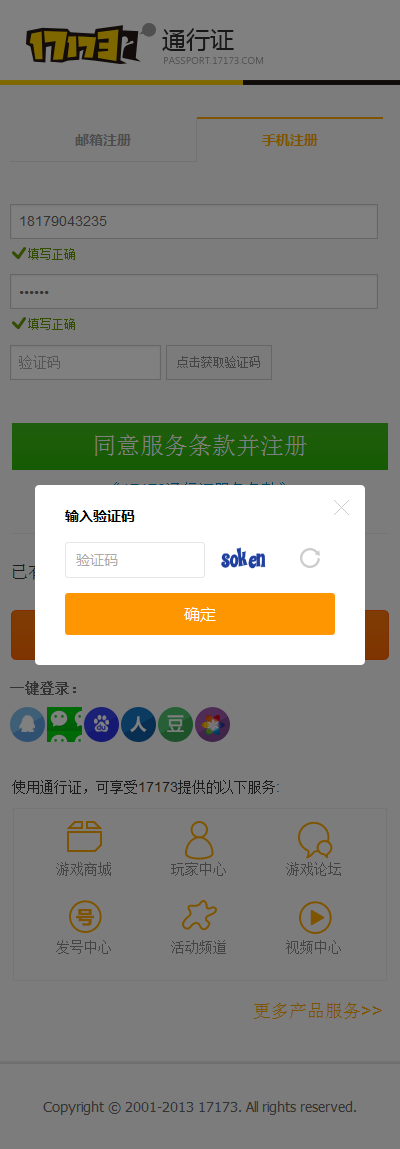 17173 通行证
PASSPORT.17173.COM
邮箱注册 手机注册
18179043235
填写正确
••••••
填写正确
验证码 点击获取验证码
同意服务条款并注册
输入验证码
验证码 soken
确定
一键登录:
人 豆
使用通行证，可享受17173提供的以下服务:
游戏商城 玩家中心 游戏论坛
号
发号中心 活动频道 视频中心
更多产品服务>>
Copyright © 2001-2013 17173. All rights reserved.